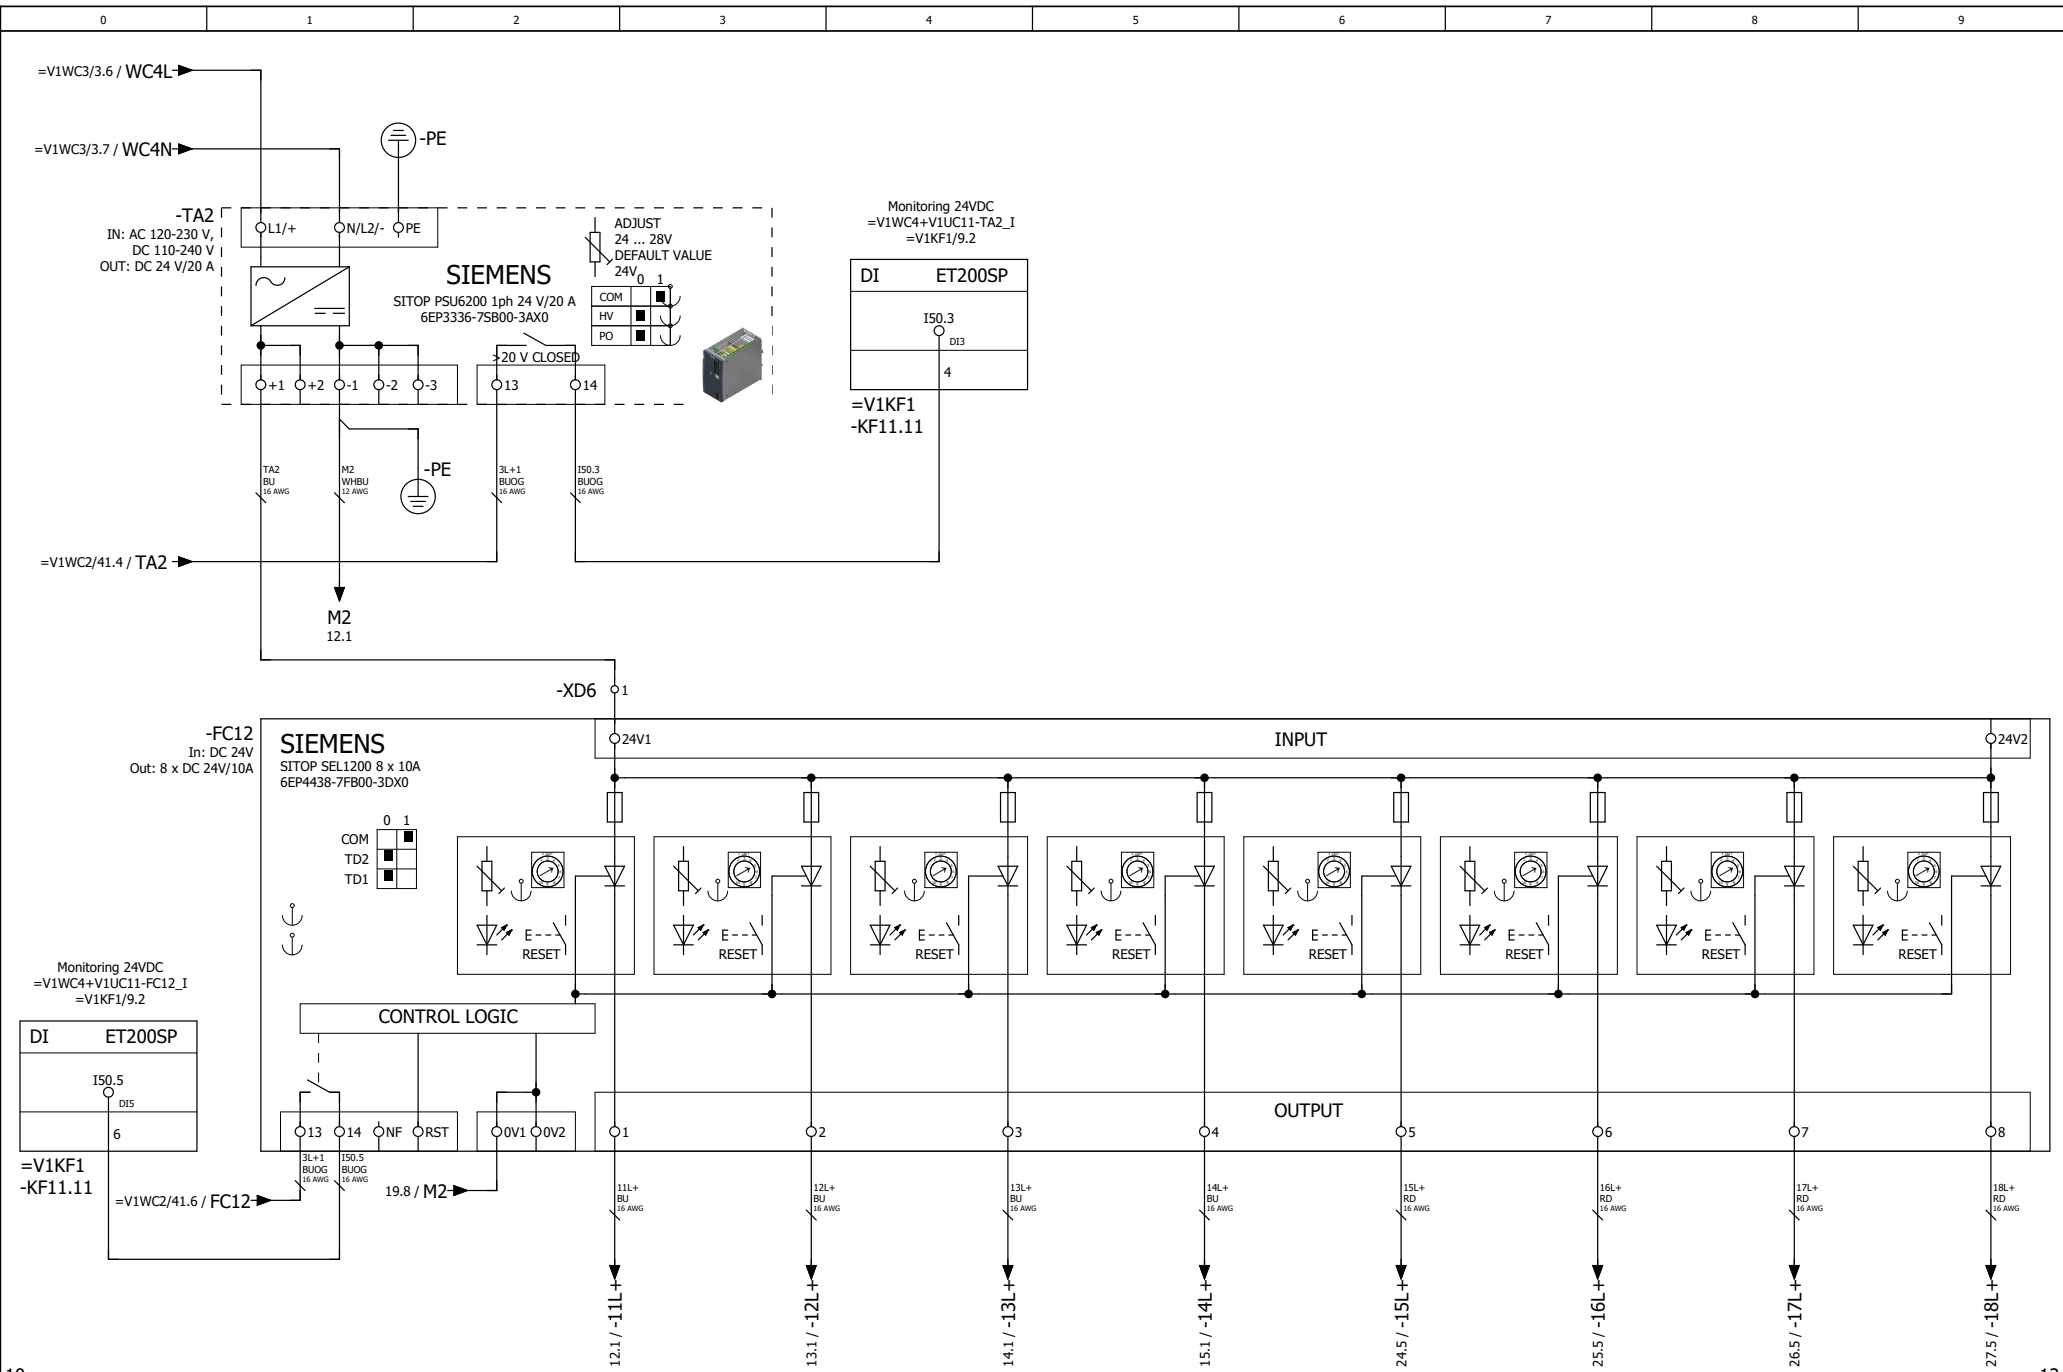 0 1 2 3 4 5 6 7 8 9
=V1WC3/3.6 / WC4L
=V1WC3/3.7 / WC4N
-PE
-TA2
IN: AC 120-230 V,
DC 110-240 V
OUT: DC 24 V/20 A
L1/+ N/L2/- PE
SIEMENS
SITOP PSU6200 1ph 24 V/20 A
6EP3336-7SB00-3AX0
ADJUST
24 ... 28V
DEFAULT VALUE
24V
0 1
COM
HV
PO
>20 V CLOSED
+1 +2 -1 -2 -3
13 14
Monitoring 24VDC
=V1WC4+V1UC11-TA2_I
=V1KF1/9.2
DI ET200SP
I50.3
DI3
4
=V1KF1
-KF11.11
TA2
BU
16 AWG
M2
WHBU
12 AWG
-PE
3L+1
BUOG
16 AWG
I50.3
BUOG
16 AWG
=V1WC2/41.4 / TA2
M2
12.1
-XD6 1
-FC12
In: DC 24V
Out: 8 x DC 24V/10A
SIEMENS
SITOP SEL1200 8 x 10A
6EP4438-7FB00-3DX0
24V1 INPUT 24V2
0 1
COM
TD2
TD1
E RESET
E RESET
E RESET
E RESET
E RESET
E RESET
E RESET
E RESET
Monitoring 24VDC
=V1WC4+V1UC11-FC12_I
=V1KF1/9.2
DI ET200SP
I50.5
DI5
6
=V1KF1
-KF11.11
CONTROL LOGIC
OUTPUT
13 14 NF RST 0V1 0V2 1 2 3 4 5 6 7 8
3L+1
BUOG
16 AWG
I50.5
BUOG
16 AWG
=V1WC2/41.6 / FC12
19.8 / M2
11L+
BU
16 AWG
12L+
BU
16 AWG
13L+
BU
16 AWG
14L+
BU
16 AWG
15L+
RD
16 AWG
16L+
RD
16 AWG
17L+
RD
16 AWG
18L+
RD
16 AWG
12.1 / -11L+
13.1 / -12L+
14.1 / -13L+
15.1 / -14L+
24.5 / -15L+
25.5 / -16L+
26.5 / -17L+
27.5 / -18L+